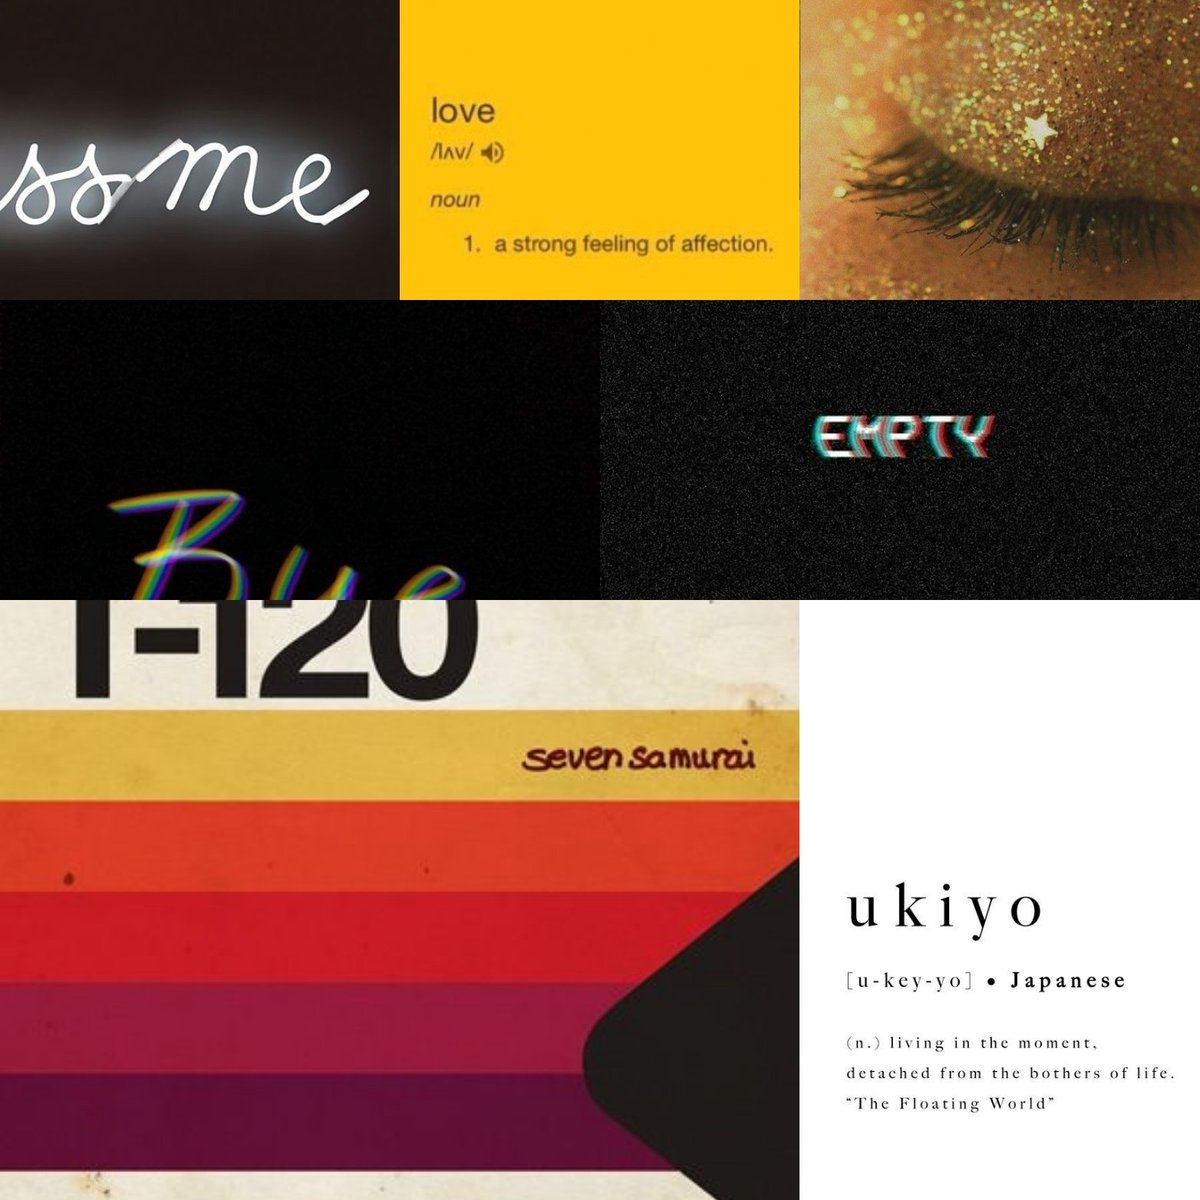 ss me
love
/lʌv/
noun
1. a strong feeling of affection.
Bye
EMPTY
T-120
seven samurai
ukiyo
[u-key-yo] • Japanese
(n.) living in the moment,
detached from the bothers of life.
“The Floating World”